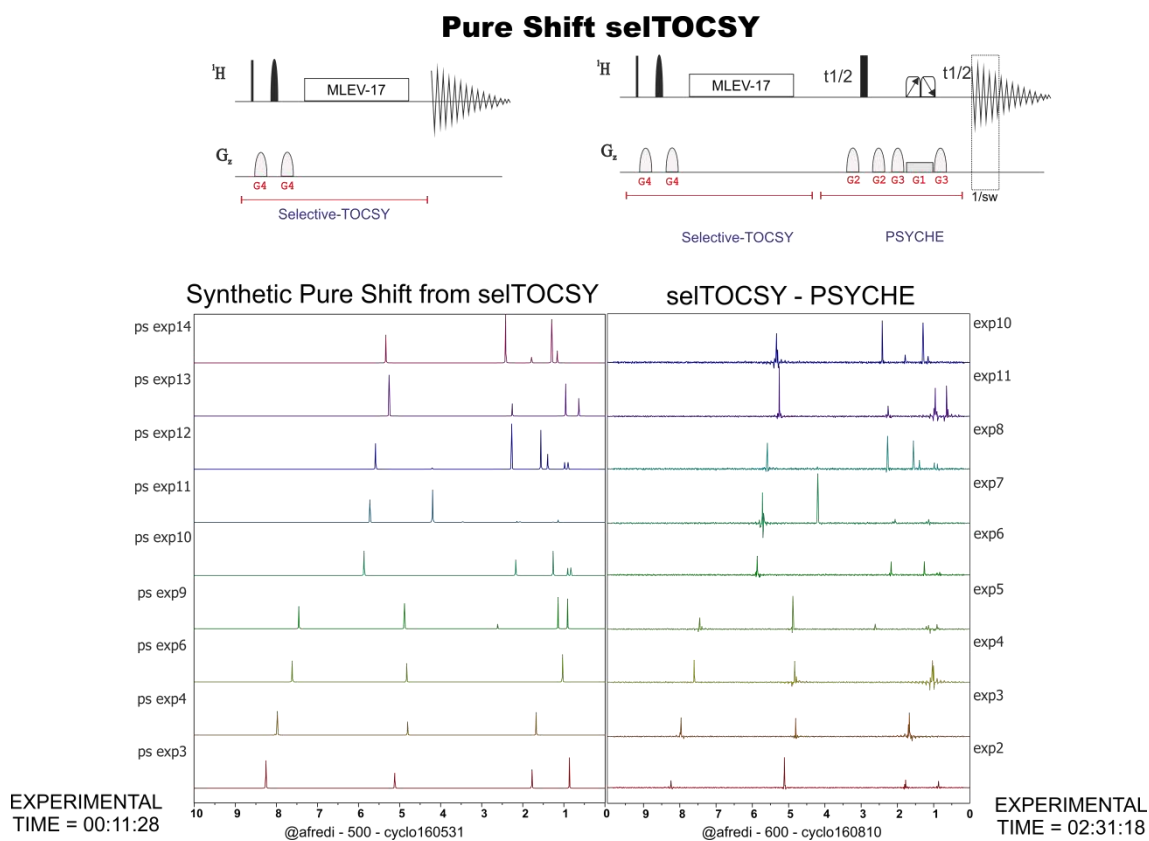 Pure Shift selTOCSY
¹H
MLEV-17
Gz
G4
G4
Selective-TOCSY
¹H
MLEV-17
t1/2
t1/2
Gz
G4
G4
G2
G2
G3
G1
G3
1/sw
Selective-TOCSY
PSYCHE
Synthetic Pure Shift from selTOCSY
ps exp14
ps exp13
ps exp12
ps exp11
ps exp10
ps exp9
ps exp6
ps exp4
ps exp3
10 9 8 7 6 5 4 3 2 1
@afredi - 500 - cyclo160531
EXPERIMENTAL
TIME = 00:11:28
selTOCSY - PSYCHE
exp10
exp11
exp8
exp7
exp6
exp5
exp4
exp3
exp2
0 9 8 7 6 5 4 3 2 1 0
@afredi - 600 - cyclo160810
EXPERIMENTAL
TIME = 02:31:18